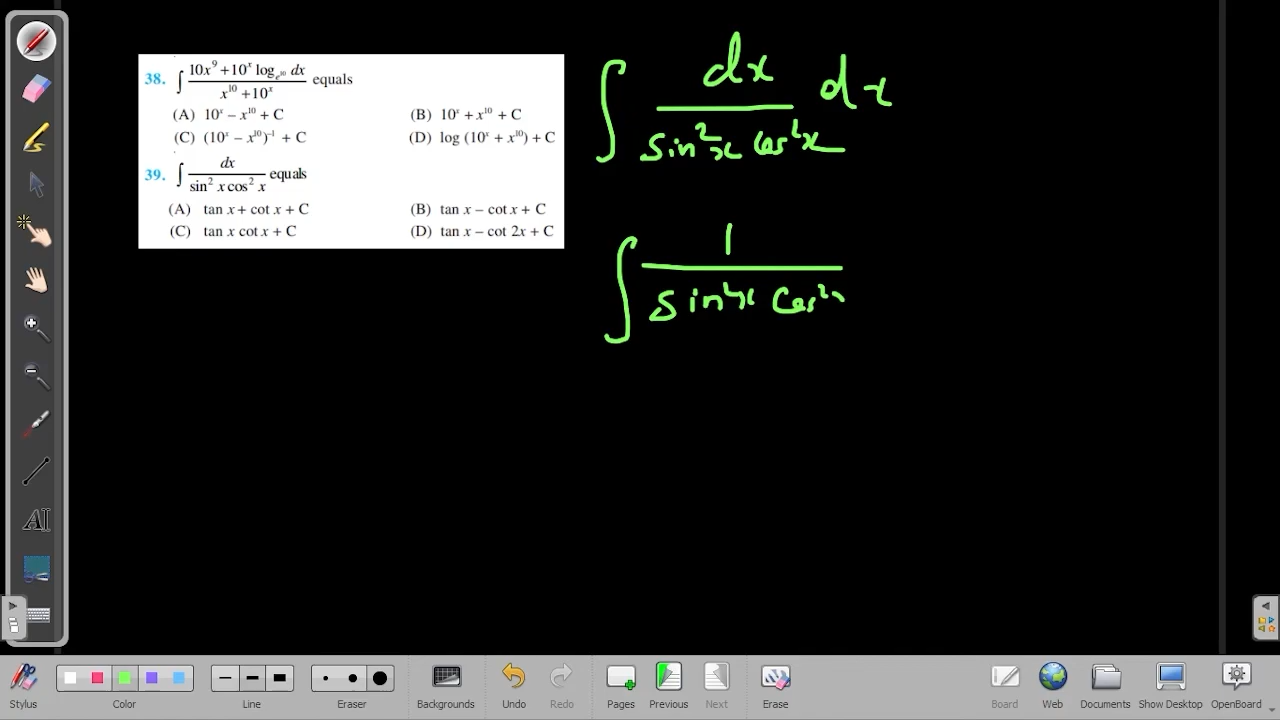 38. ∫ (10x⁹ + 10ˣ logₑ10 dx)/(x¹⁰ + 10ˣ) equals
(A) 10ˣ – x¹⁰ + C (B) 10ˣ + x¹⁰ + C
(C) (10ˣ – x¹⁰)⁻¹ + C (D) log (10ˣ + x¹⁰) + C
39. ∫ dx/(sin² x cos² x) equals
(A) tan x + cot x + C (B) tan x – cot x + C
(C) tan x cot x + C (D) tan x – cot 2x + C
∫ dx/(sin²x cos²x) dx
∫ 1/(sin²x cos²x)
AI
Stylus Color Line Eraser Backgrounds Undo Redo Pages Previous Next Erase Board Web Documents Show Desktop OpenBoard